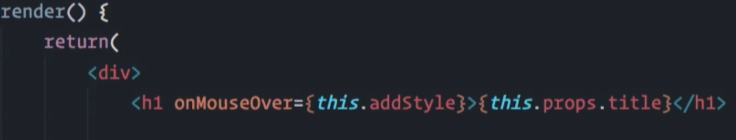 render() {
return(
<div>
<h1 onMouseOver={this.addStyle}>{this.props.title}</h1>